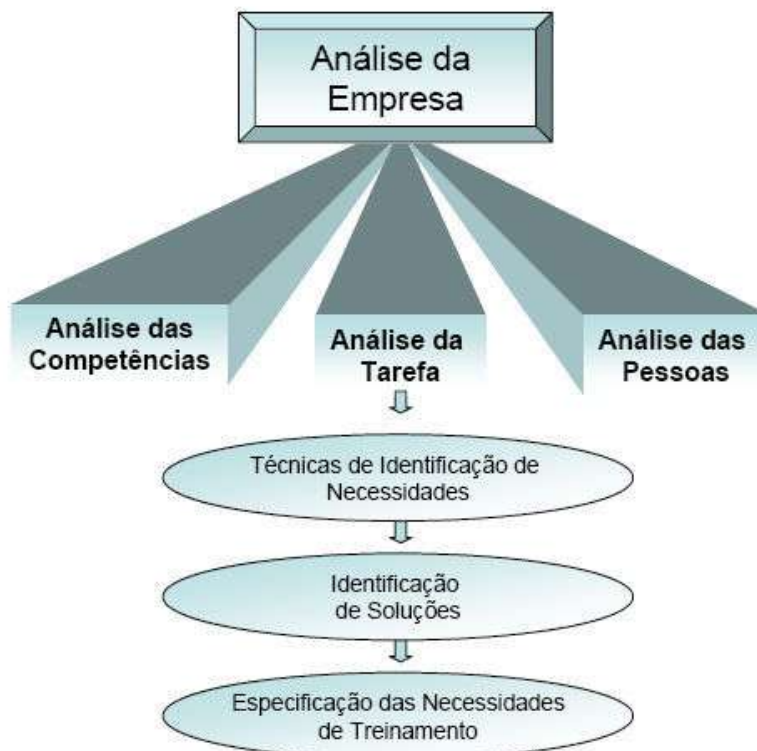 Análise da
Empresa
Análise das
Competências
Análise da
Tarefa
Análise das
Pessoas
Técnicas de Identificação de
Necessidades
Identificação
de Soluções
Especificação das Necessidades
de Treinamento